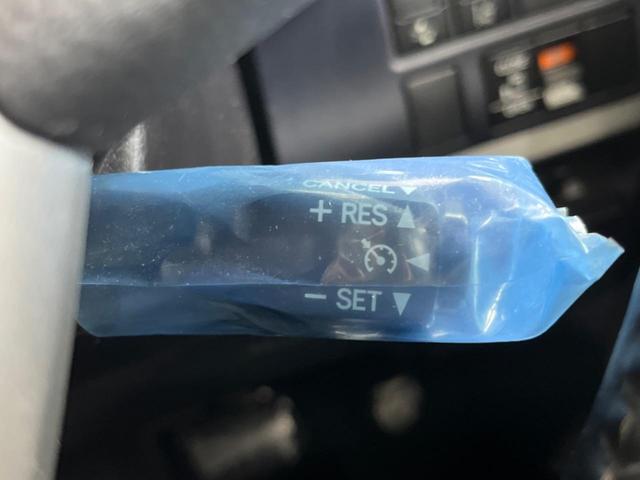 CANCEL ▼
+ RES ▲
◀
− SET ▼